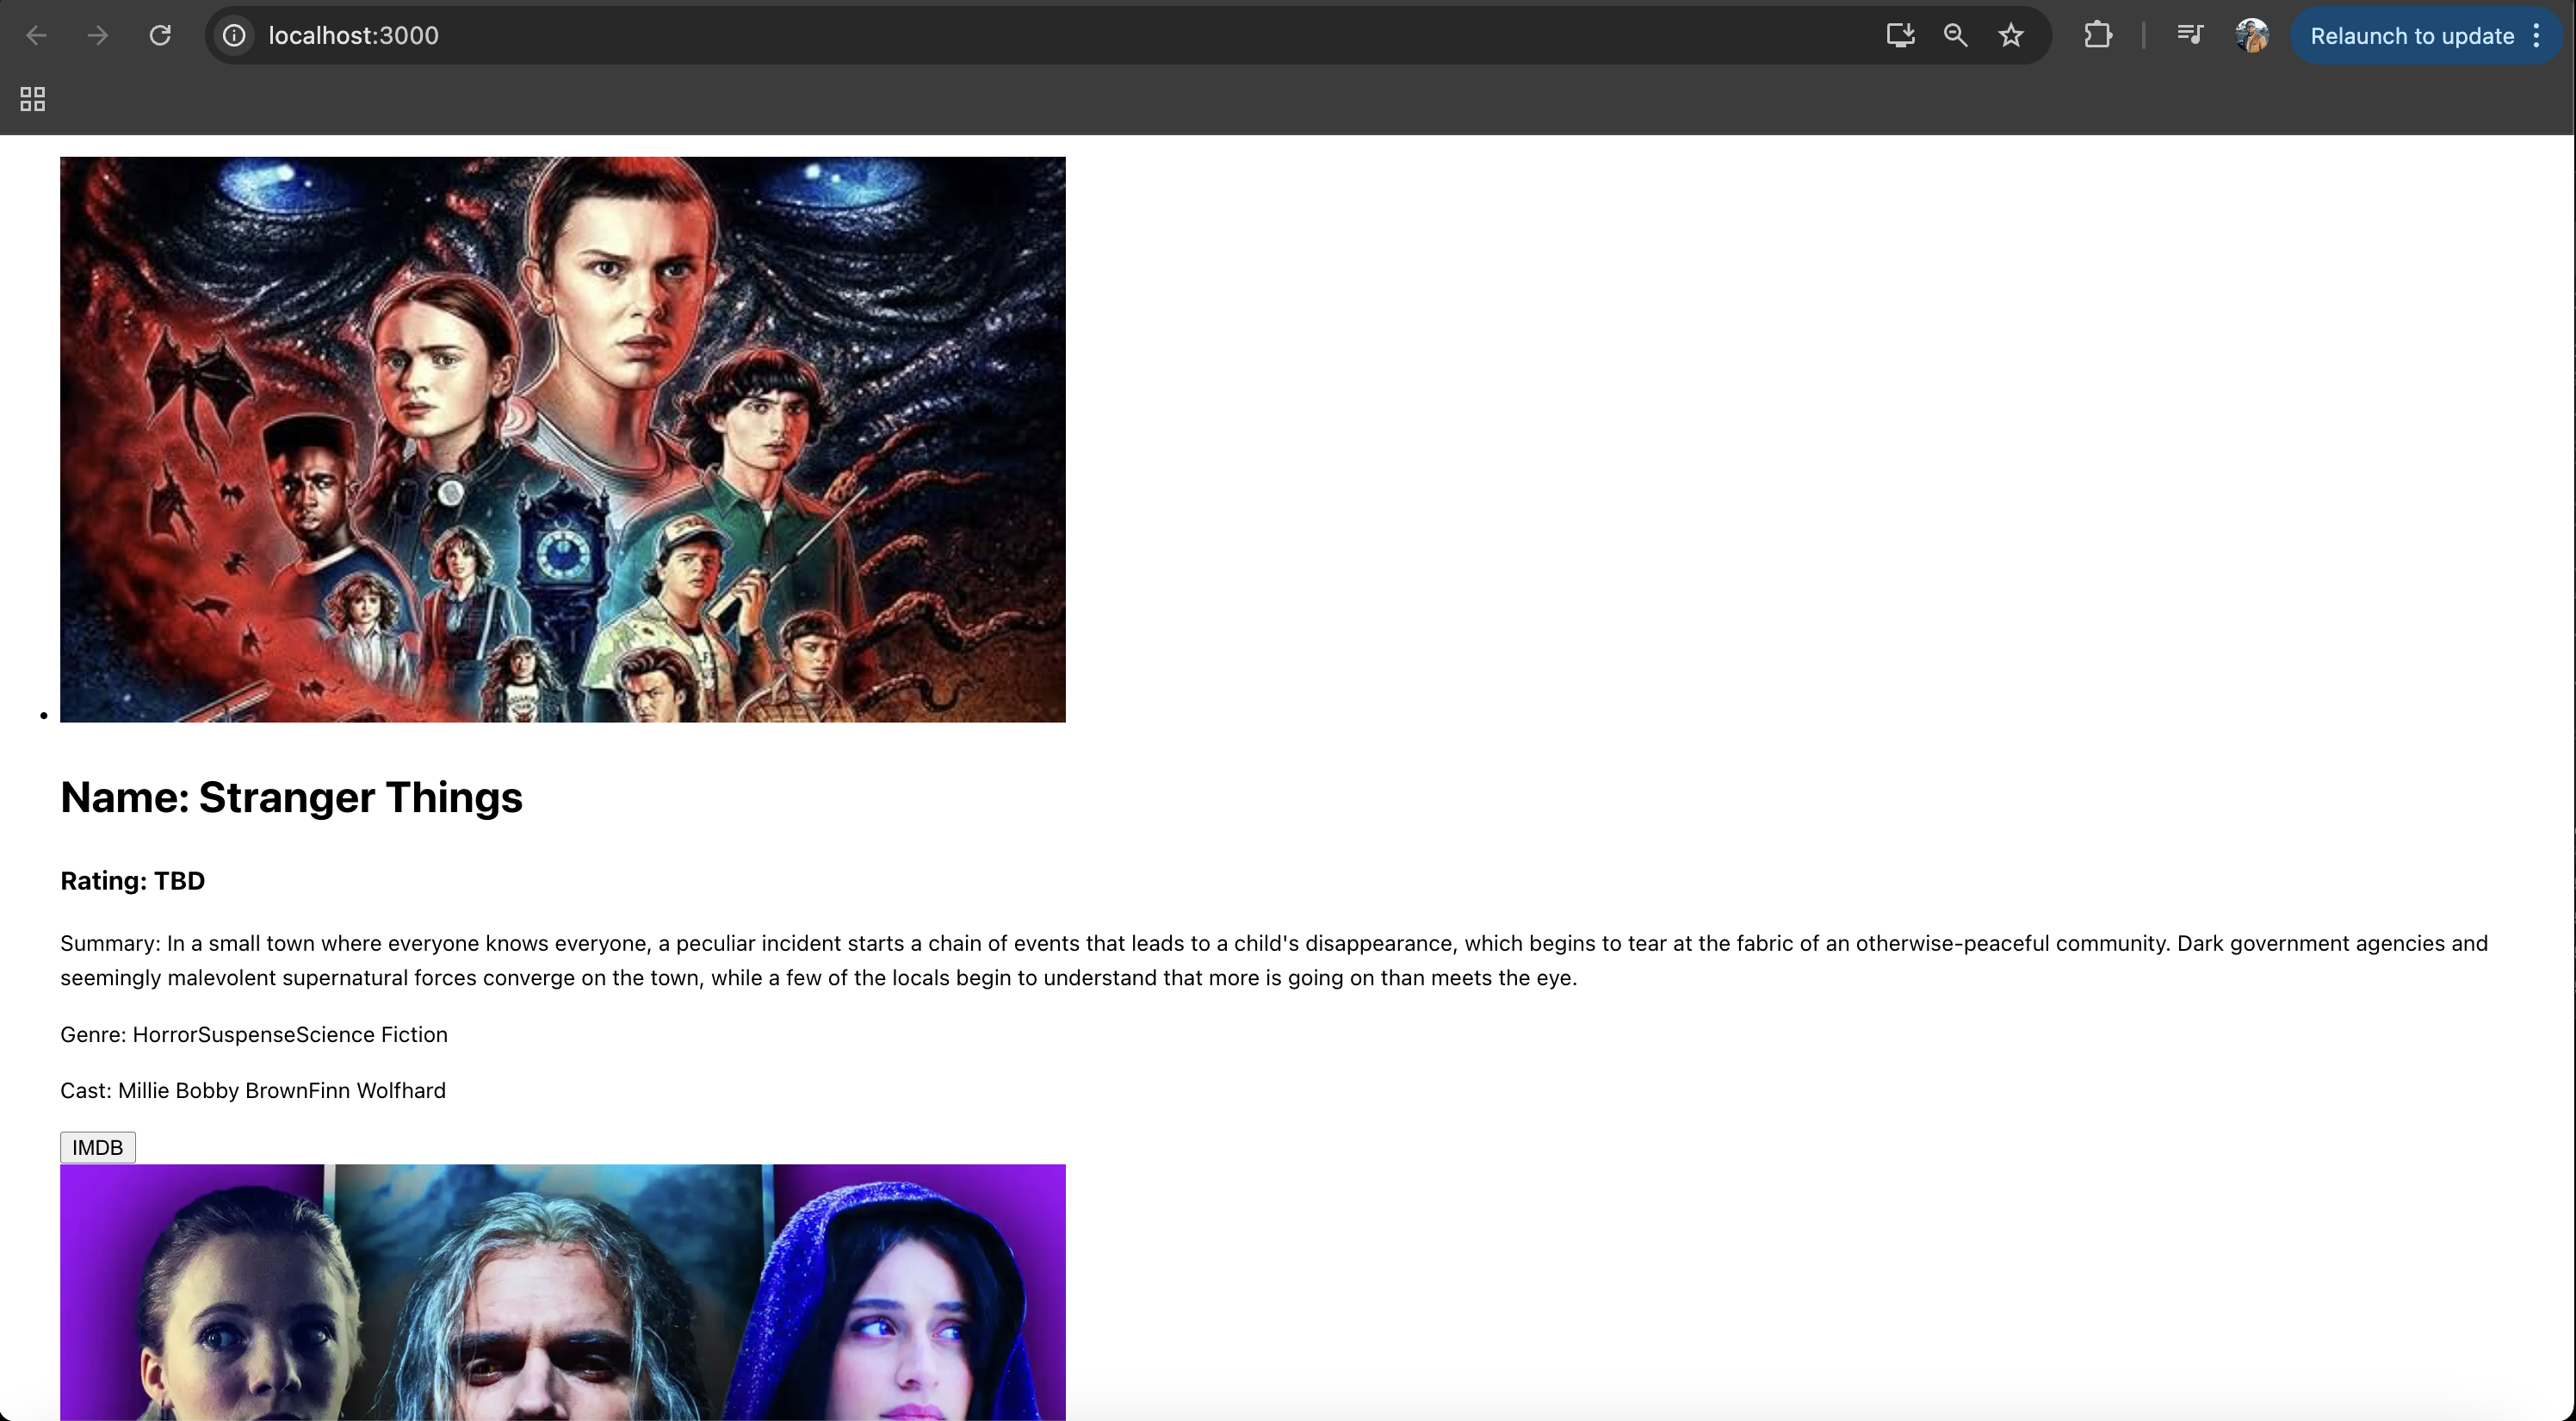 localhost:3000
Relaunch to update
Name: Stranger Things
Rating: TBD
Summary: In a small town where everyone knows everyone, a peculiar incident starts a chain of events that leads to a child's disappearance, which begins to tear at the fabric of an otherwise-peaceful community. Dark government agencies and
seemingly malevolent supernatural forces converge on the town, while a few of the locals begin to understand that more is going on than meets the eye.
Genre: HorrorSuspenseScience Fiction
Cast: Millie Bobby BrownFinn Wolfhard
IMDB